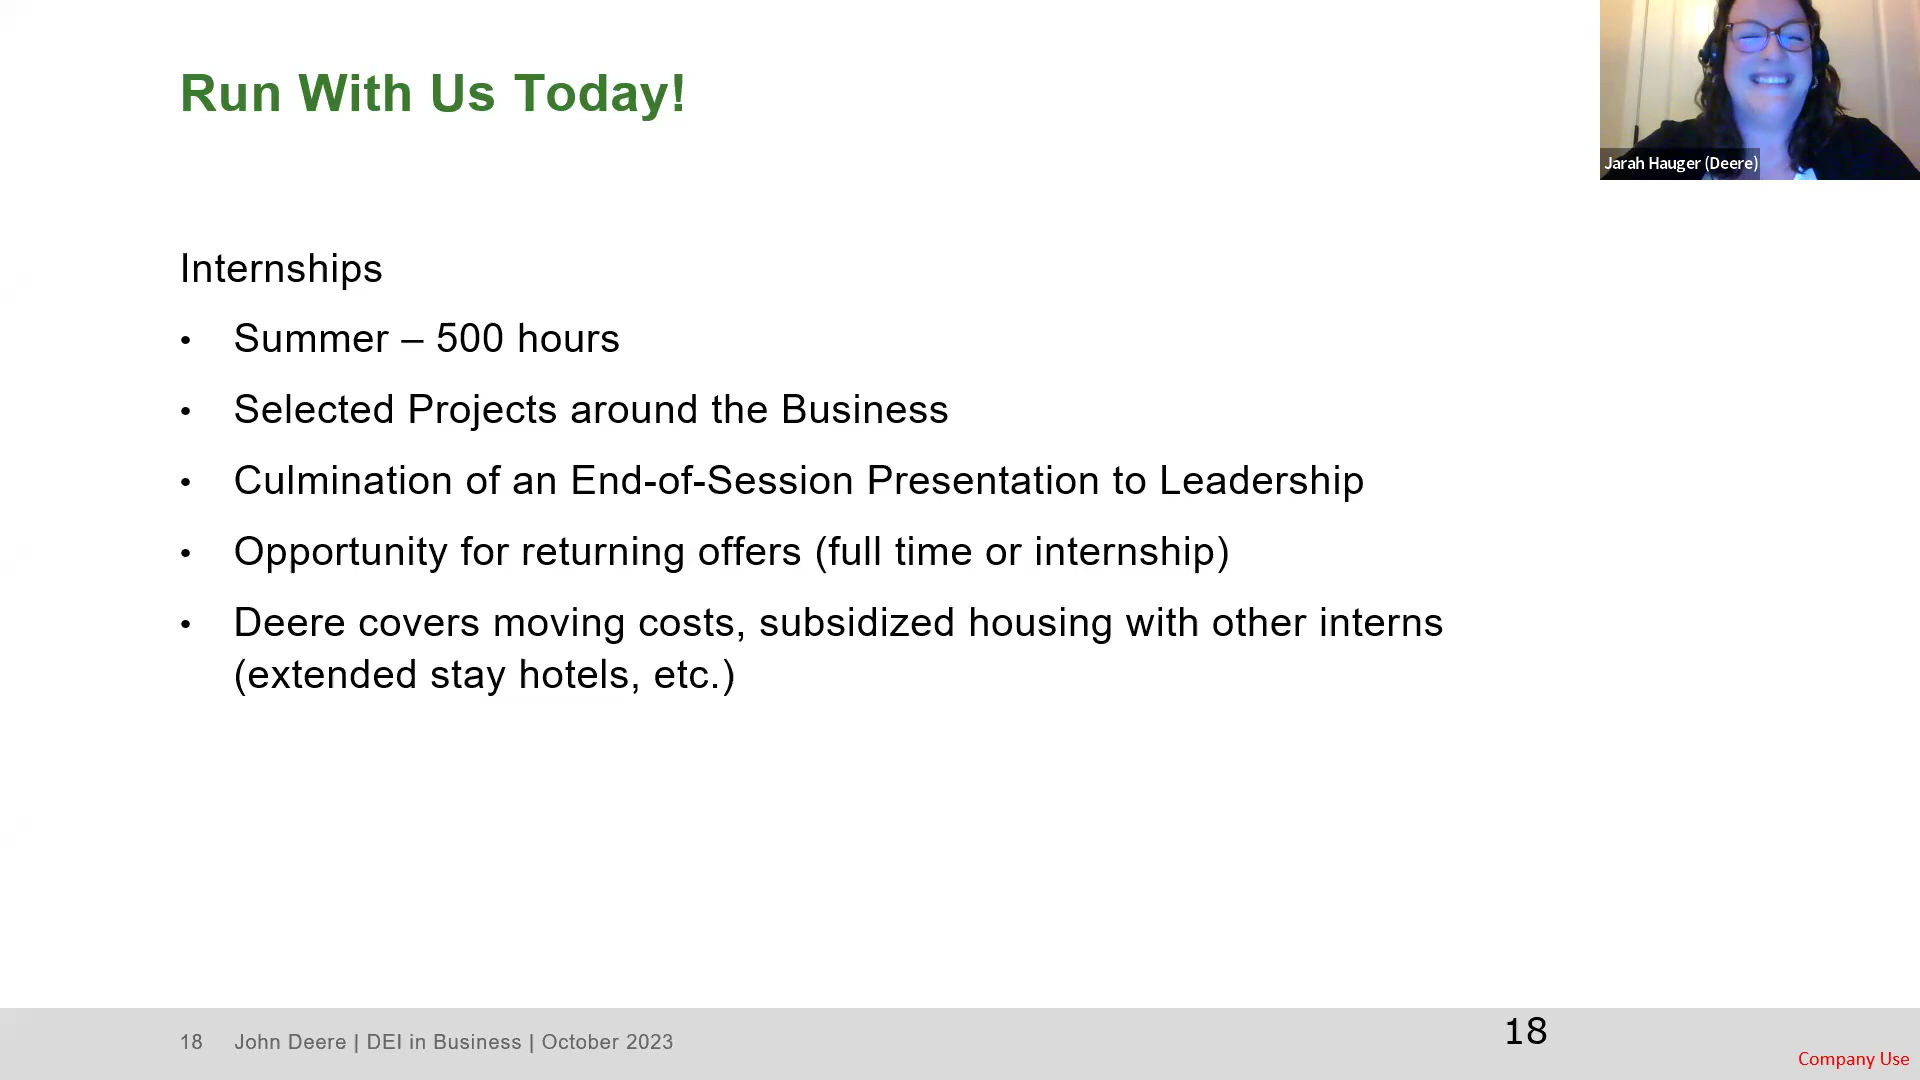 Run With Us Today!
Jarah Hauger (Deere)
Internships
• Summer – 500 hours
• Selected Projects around the Business
• Culmination of an End-of-Session Presentation to Leadership
• Opportunity for returning offers (full time or internship)
• Deere covers moving costs, subsidized housing with other interns
(extended stay hotels, etc.)
18 John Deere | DEI in Business | October 2023
18
Company Use